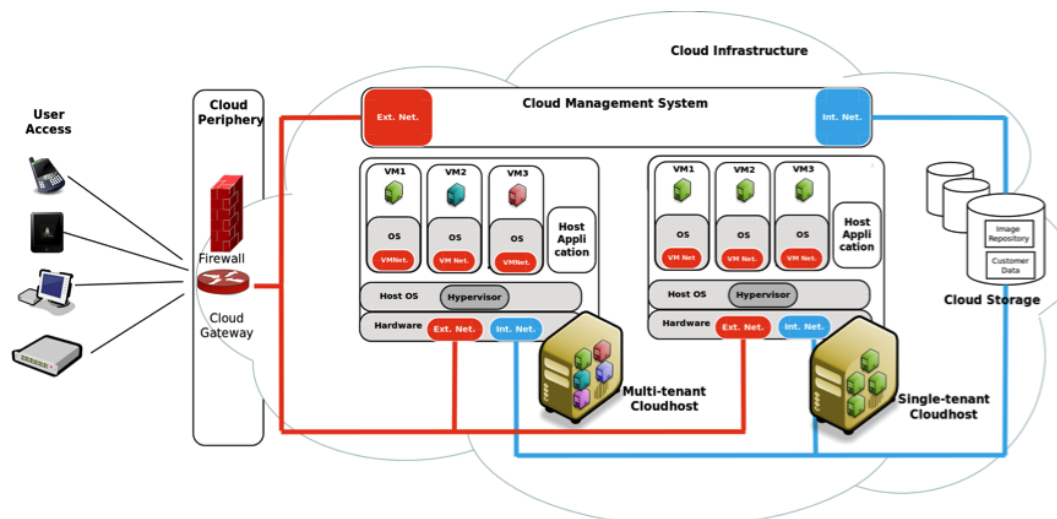 Cloud Infrastructure
User
Access
Cloud
Periphery
Firewall
Cloud
Gateway
Ext. Net.
Cloud Management System
Int. Net.
VM1
VM2
VM3
OS
OS
OS
VMNet.
VM Net
VMNet.
Host
Appli
cation
Host OS
Hypervisor
Hardware
Ext. Net.
Int. Net.
Multi-tenant
Cloudhost
VM1
VM2
VM3
OS
OS
OS
VM Net
VM Net
VM Net
Host
Appli
cation
Host OS
Hypervisor
Hardware
Ext. Net.
Int. Net.
Single-tenant
Cloudhost
Image
Repository
Customer
Data
Cloud Storage